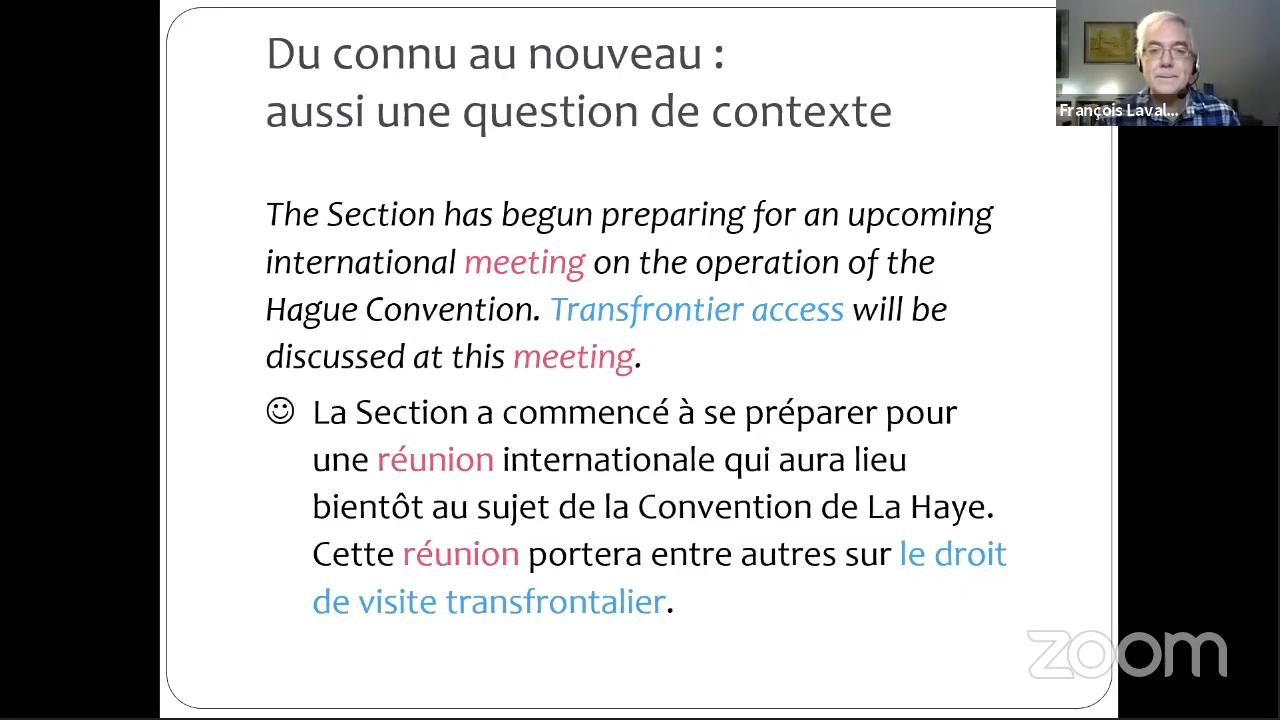 Du connu au nouveau :
aussi une question de contexte
François Laval...
The Section has begun preparing for an upcoming
international meeting on the operation of the
Hague Convention. Transfrontier access will be
discussed at this meeting.
☺ La Section a commencé à se préparer pour
une réunion internationale qui aura lieu
bientôt au sujet de la Convention de La Haye.
Cette réunion portera entre autres sur le droit
de visite transfrontalier.
zoom